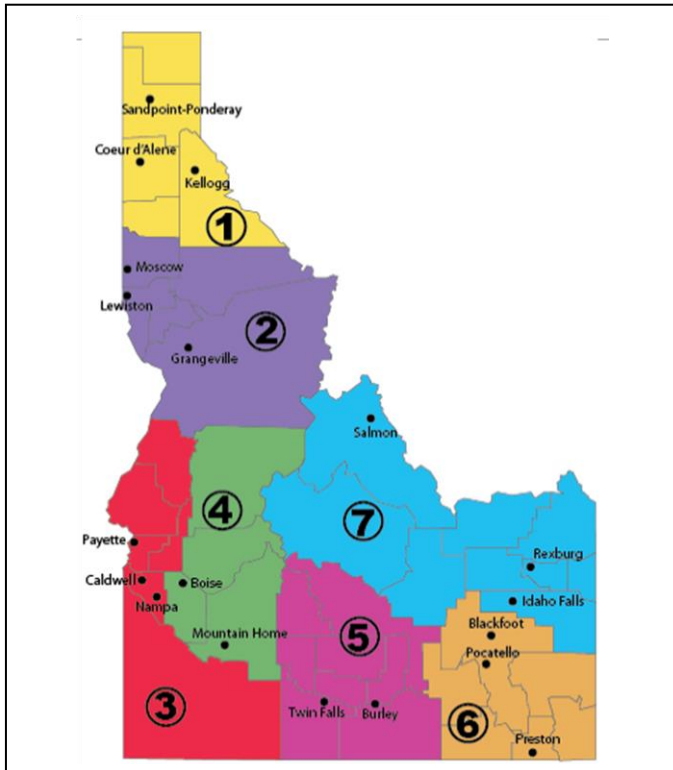 Sandpoint-Ponderay
Coeur d'Alene
Kellogg
1
Moscow
Lewiston
2
Grangeville
Salmon
4
7
Payette
Rexburg
Caldwell
Boise
Nampa
Idaho Falls
Blackfoot
Mountain Home
5
Pocatello
3
Twin Falls
Burley
6
Preston